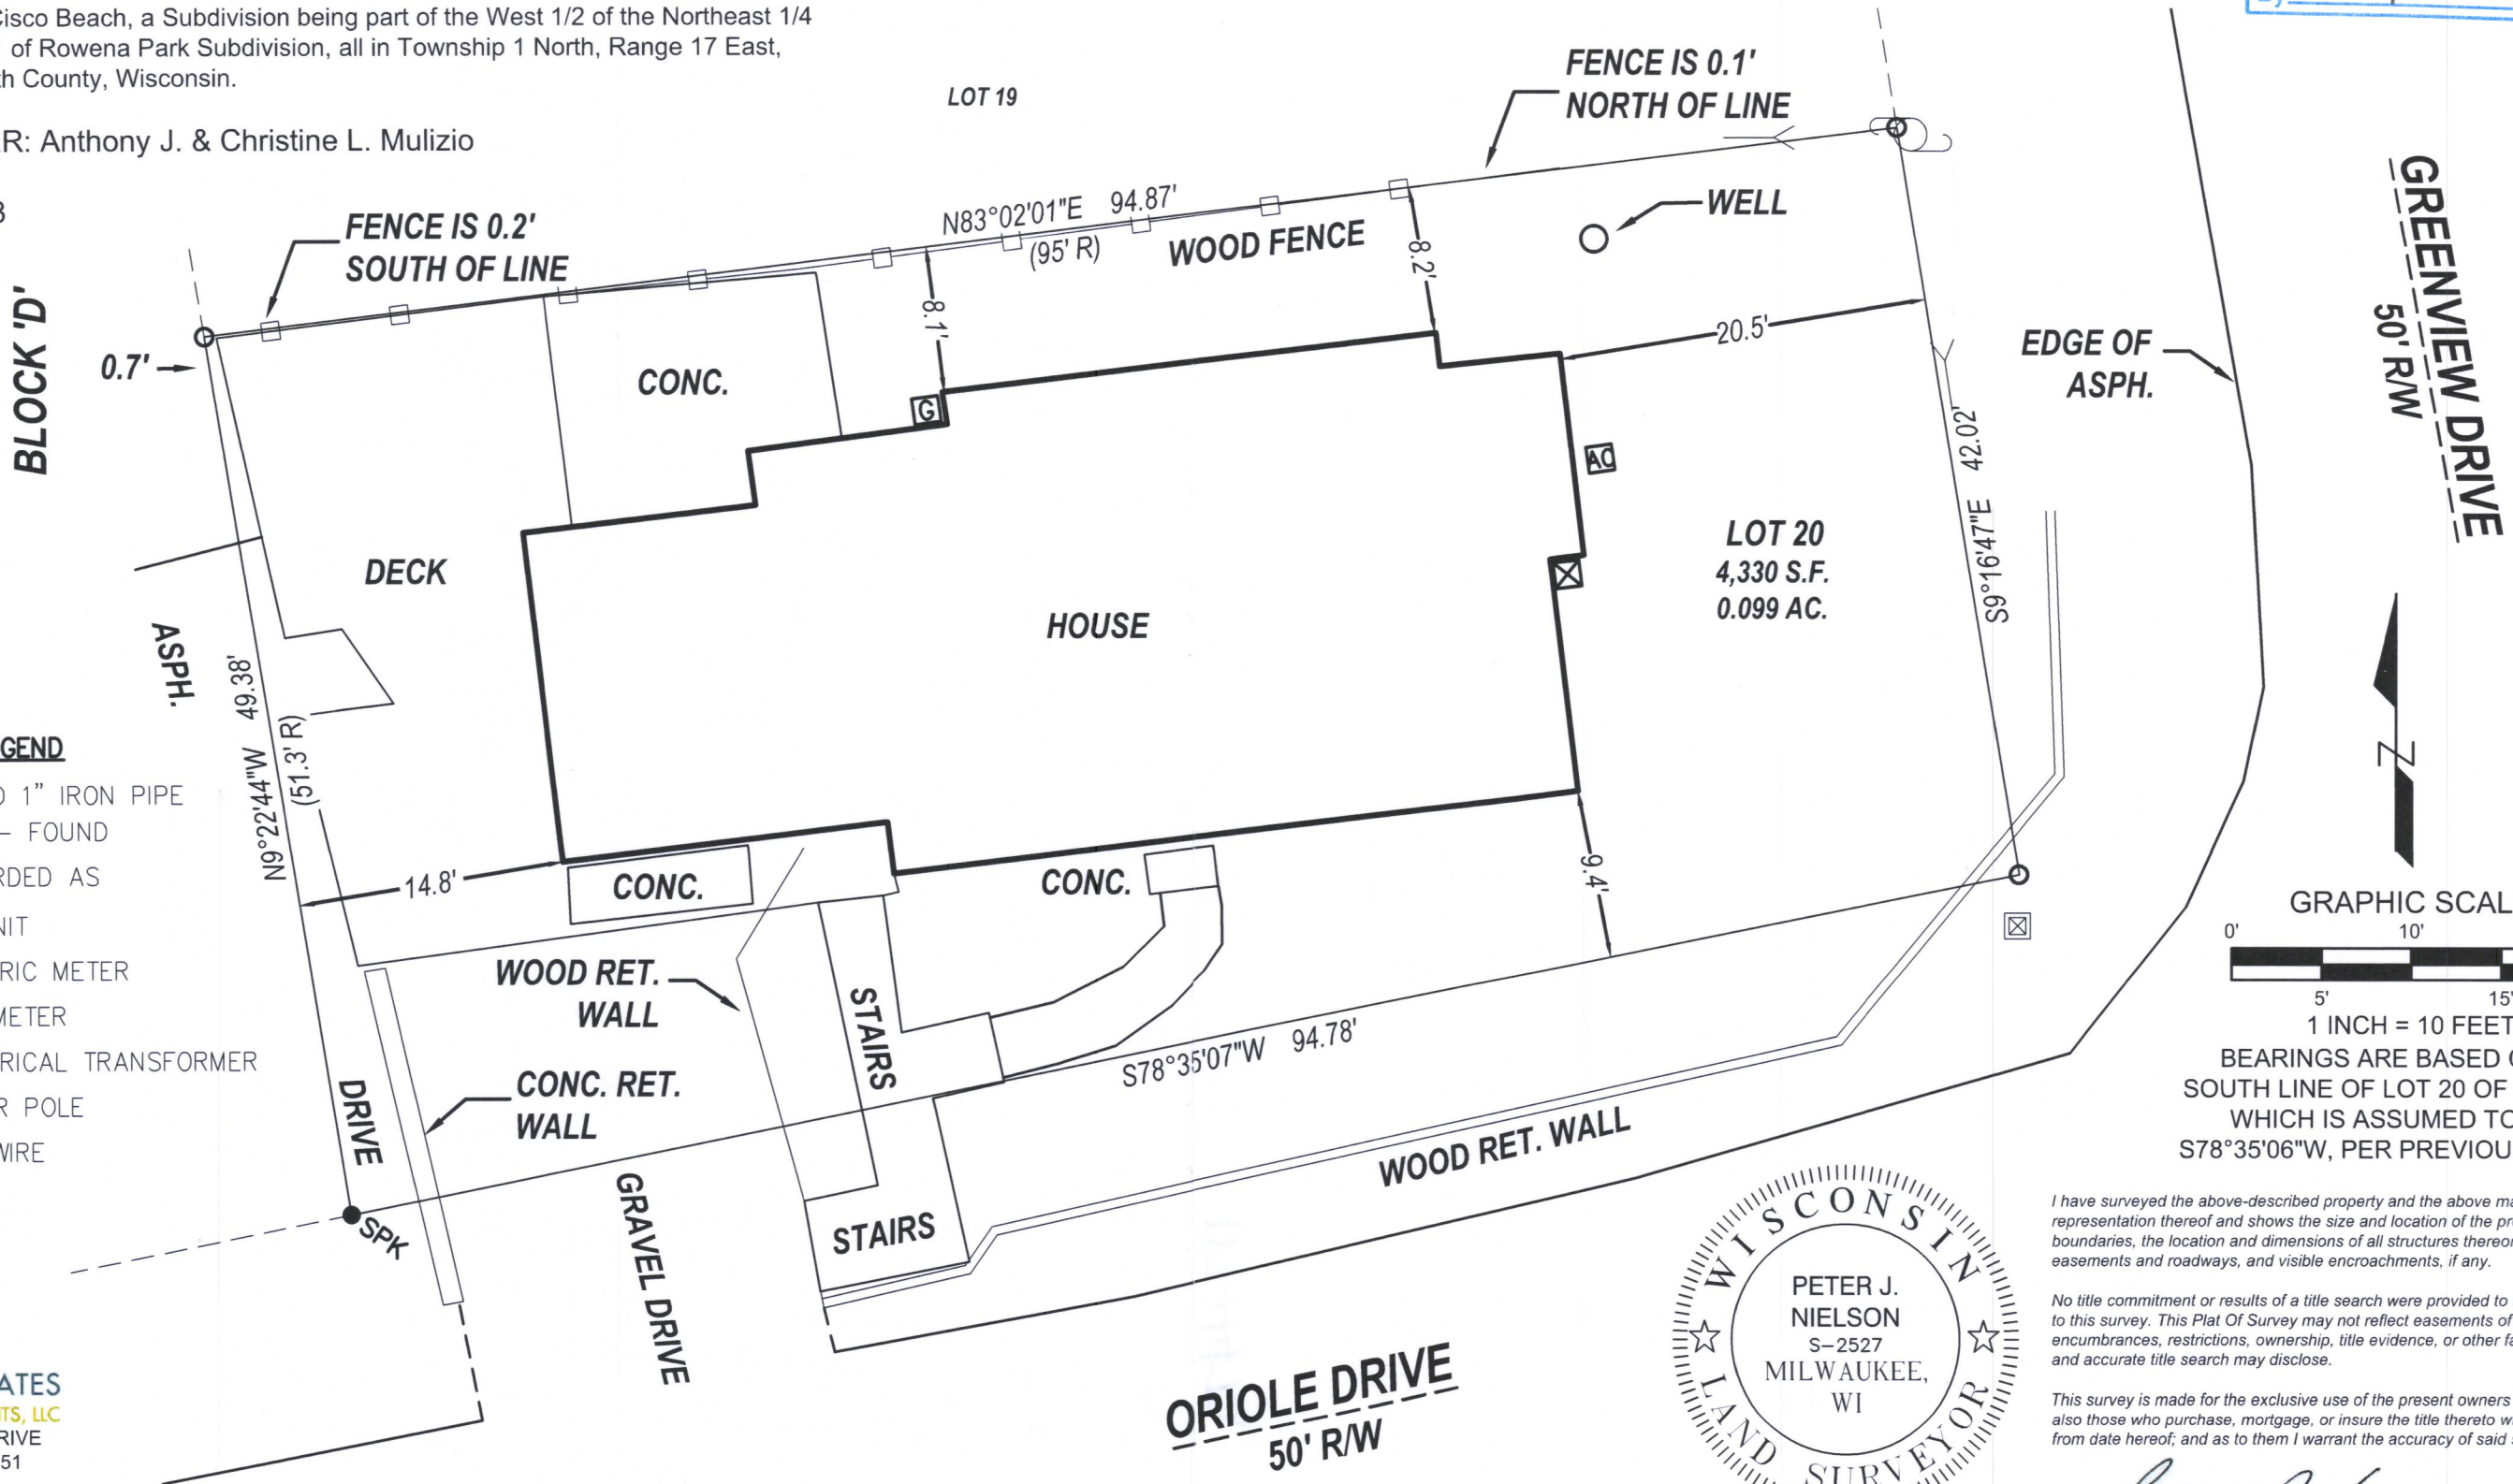 Cisco Beach, a Subdivision being part of the West 1/2 of the Northeast 1/4
of Rowena Park Subdivision, all in Township 1 North, Range 17 East,
th County, Wisconsin.
R: Anthony J. & Christine L. Mulizio
LOT 19
FENCE IS 0.1'
NORTH OF LINE
WELL
FENCE IS 0.2'
SOUTH OF LINE
N83°02'01"E 94.87'
(95' R)
WOOD FENCE
8.1'
8.2'
20.5'
BLOCK 'D'
0.7'
CONC.
G
AC
EDGE OF
ASPH.
GREENVIEW DRIVE
50' R/W
S9°16'47"E 42.02'
DECK
HOUSE
LOT 20
4,330 S.F.
0.099 AC.
ASPH.
DRIVE
N9°22'44"W 49.38'
(51.3' R)
14.8'
CONC.
CONC.
9.4'
GEND
1" IRON PIPE
– FOUND
RDED AS
NIT
RIC METER
METER
RICAL TRANSFORMER
R POLE
WIRE
WOOD RET.
WALL
STAIRS
CONC. RET.
WALL
S78°35'07"W 94.78'
SPK
STAIRS
GRAVEL DRIVE
WOOD RET. WALL
ORIOLE DRIVE
50' R/W
N
GRAPHIC SCAL
0' 10'
5' 15'
1 INCH = 10 FEET
BEARINGS ARE BASED
SOUTH LINE OF LOT 20 OF
WHICH IS ASSUMED TO
S78°35'06"W, PER PREVIOU
I have surveyed the above-described property and the above ma
representation thereof and shows the size and location of the pr
boundaries, the location and dimensions of all structures thereon
easements and roadways, and visible encroachments, if any.
No title commitment or results of a title search were provided to
to this survey. This Plat Of Survey may not reflect easements of
encumbrances, restrictions, ownership, title evidence, or other fa
and accurate title search may disclose.
This survey is made for the exclusive use of the present owners
also those who purchase, mortgage, or insure the title thereto w
from date hereof; and as to them I warrant the accuracy of said
WISCONSIN
PETER J.
NIELSON
S-2527
MILWAUKEE,
WI
LAND SURVEYOR
ATES
TS, LLC
RIVE
51